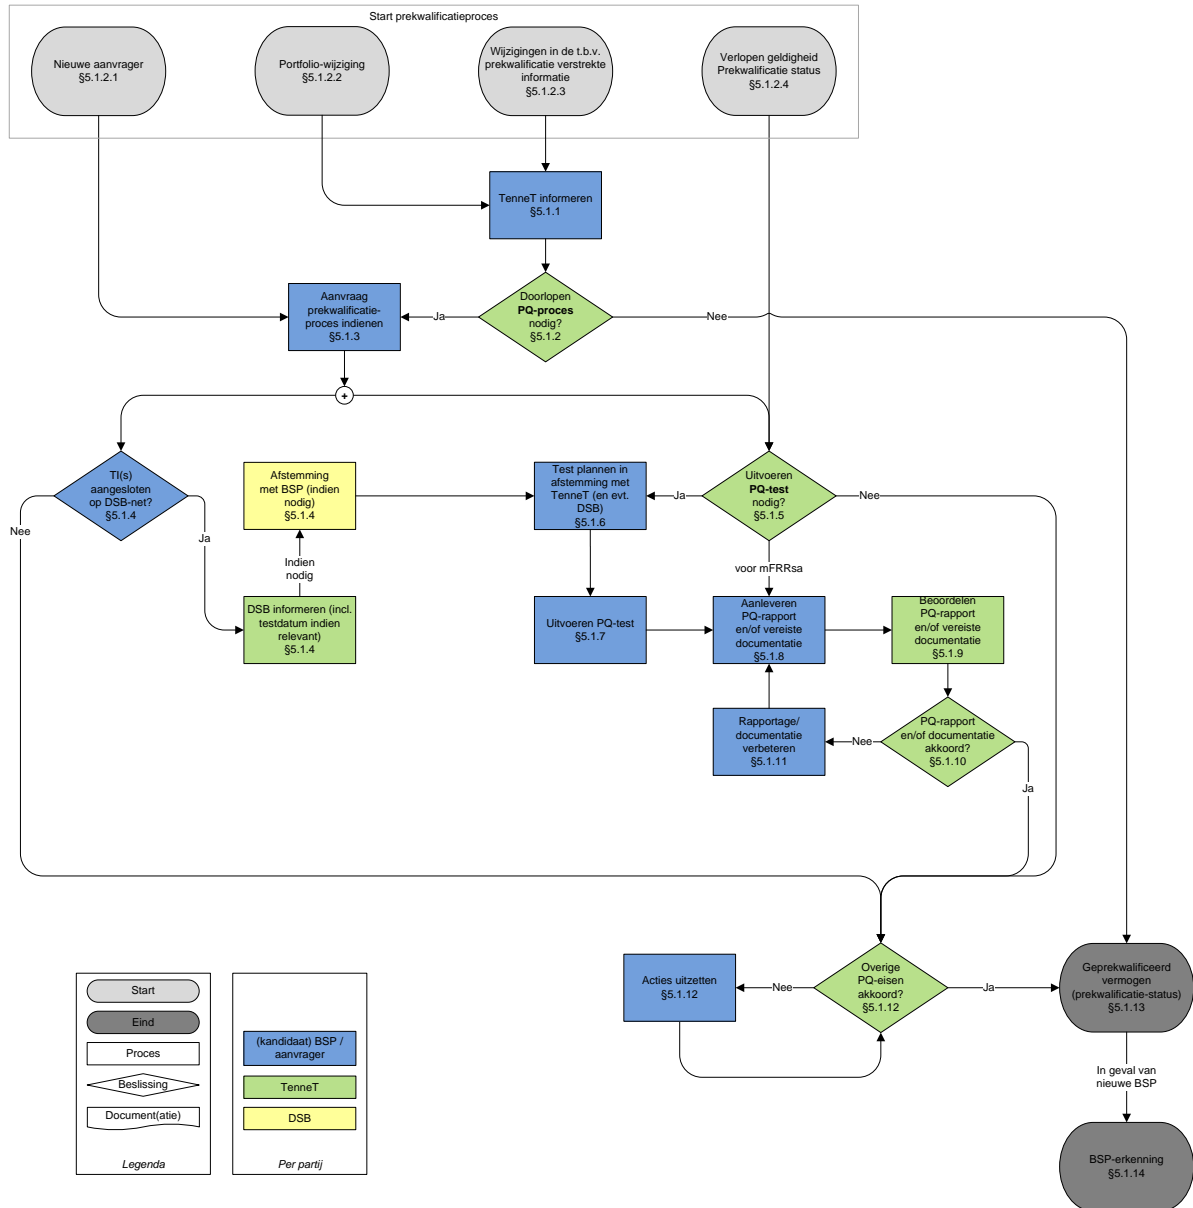 Start prekwalificatieproces
Nieuwe aanvrager
§5.1.2.1
Portfolio-wijziging
§5.1.2.2
Wijzigingen in de t.b.v.
prekwalificatie verstrekte
informatie
§5.1.2.3
Verlopen geldigheid
Prekwalificatie status
§5.1.2.4
TenneT informeren
§5.1.1
Aanvraag
prekwalificatie-
proces indienen
§5.1.3
Ja
Doorlopen
PQ-proces
nodig?
§5.1.2
Nee
+
TI(s)
aangesloten
op DSB-net?
§5.1.4
Nee
Ja
Afstemming
met BSP (indien
nodig)
§5.1.4
Indien
nodig
DSB informeren (incl.
testdatum indien
relevant)
§5.1.4
Test plannen in
afstemming met
TenneT (en evt.
DSB)
§5.1.6
Ja
Uitvoeren
PQ-test
nodig?
§5.1.5
Nee
voor mFRRsa
Uitvoeren PQ-test
§5.1.7
Aanleveren
PQ-rapport
en/of vereiste
documentatie
§5.1.8
Beoordelen
PQ-rapport
en/of vereiste
documentatie
§5.1.9
Rapportage/
documentatie
verbeteren
§5.1.11
Nee
PQ-rapport
en/of documentatie
akkoord?
§5.1.10
Ja
Acties uitzetten
§5.1.12
Nee
Overige
PQ-eisen
akkoord?
§5.1.12
Ja
Geprekwalificeerd
vermogen
(prekwalificatie-status)
§5.1.13
In geval van
nieuwe BSP
BSP-erkenning
§5.1.14
Start
Eind
Proces
Beslissing
Document(atie)
Legenda
(kandidaat) BSP /
aanvrager
TenneT
DSB
Per partij